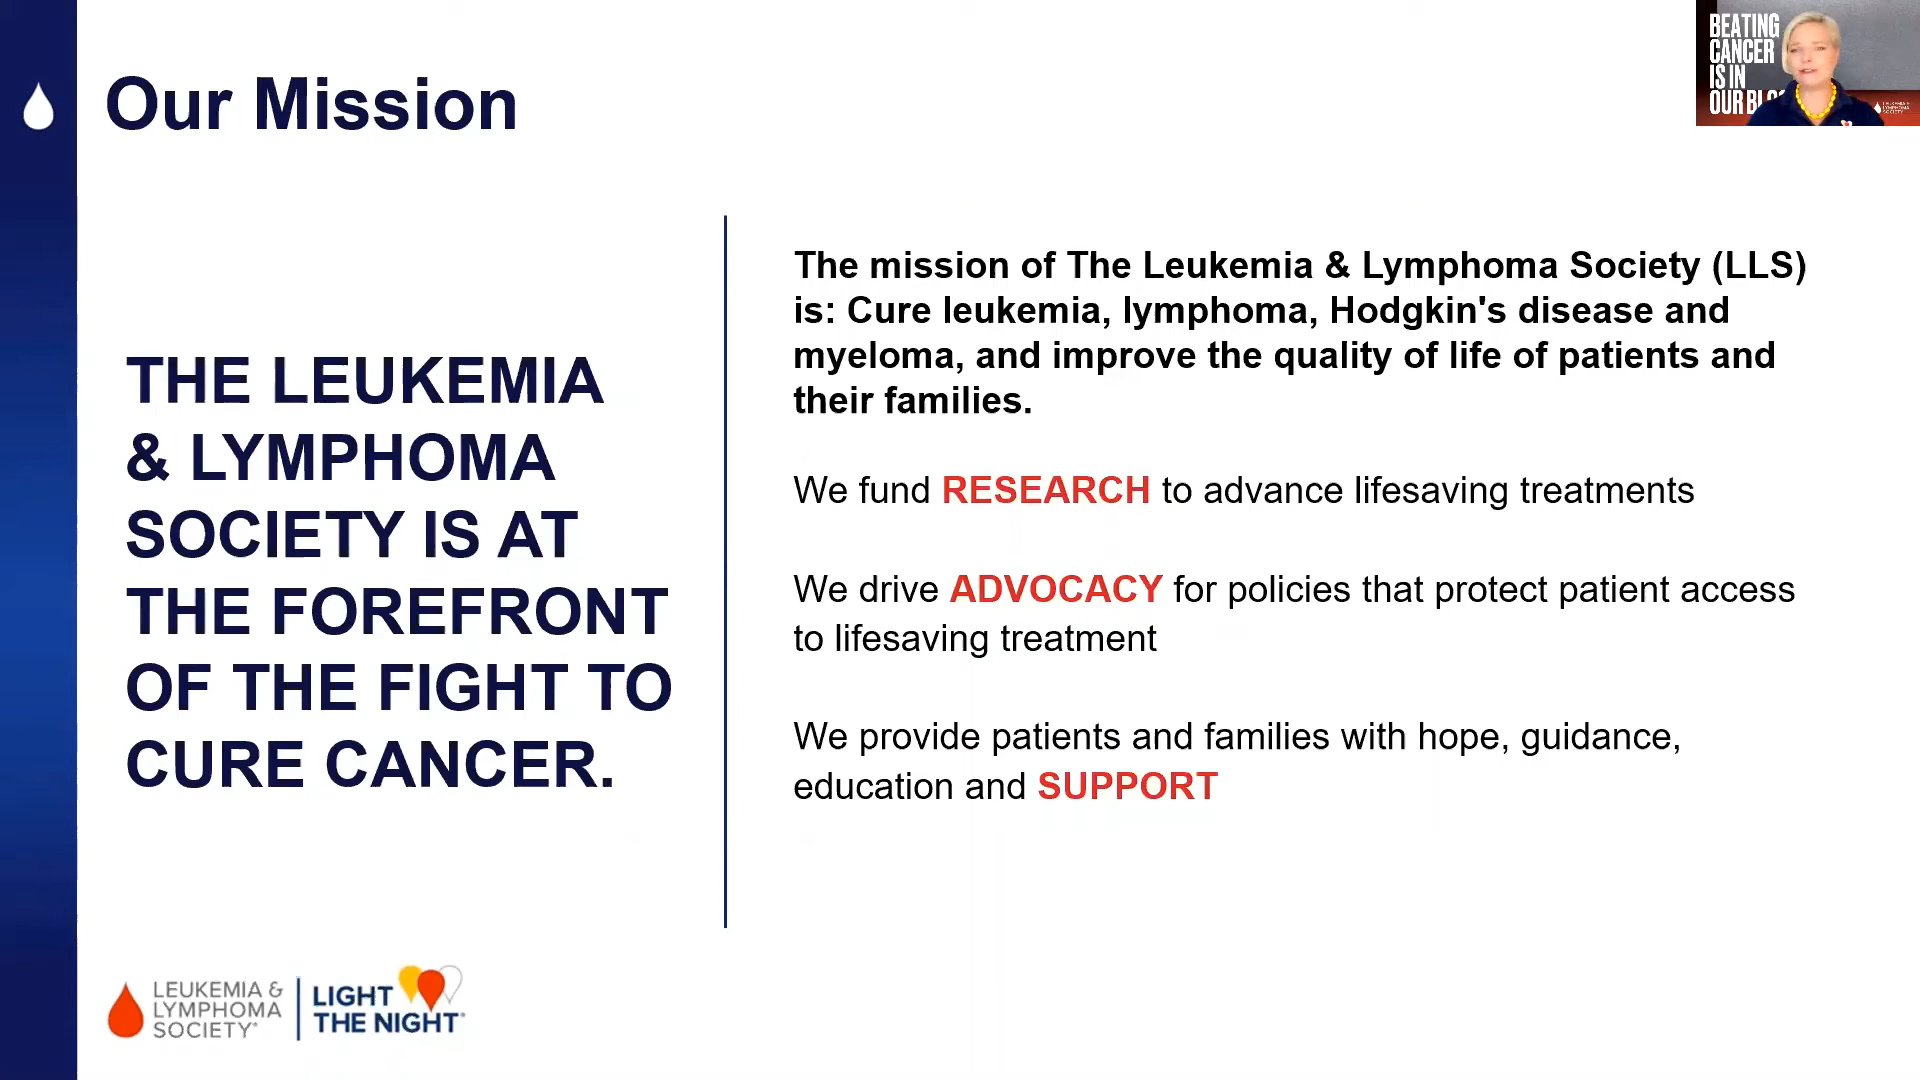 Our Mission
BEATING
CANCER
IS IN
OUR
LEUKEMIA &
LYMPHOMA
SOCIETY
THE LEUKEMIA
& LYMPHOMA
SOCIETY IS AT
THE FOREFRONT
OF THE FIGHT TO
CURE CANCER.
The mission of The Leukemia & Lymphoma Society (LLS)
is: Cure leukemia, lymphoma, Hodgkin's disease and
myeloma, and improve the quality of life of patients and
their families.
We fund RESEARCH to advance lifesaving treatments
We drive ADVOCACY for policies that protect patient access
to lifesaving treatment
We provide patients and families with hope, guidance,
education and SUPPORT
LEUKEMIA &
LYMPHOMA
SOCIETY®
LIGHT
THE NIGHT®